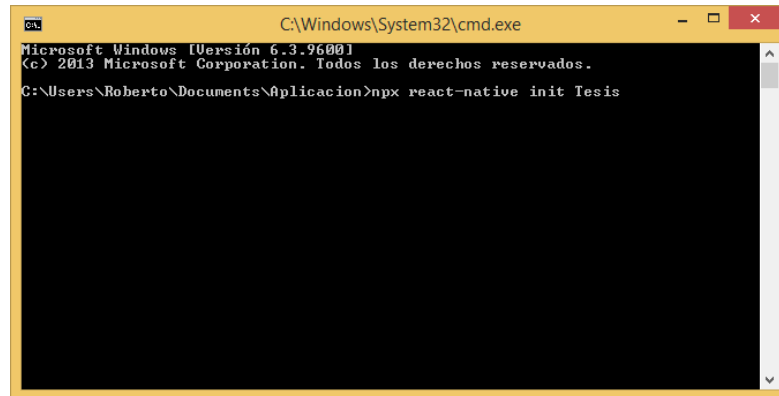 C:\Windows\System32\cmd.exe
Microsoft Windows [Versión 6.3.9600]
(c) 2013 Microsoft Corporation. Todos los derechos reservados.
C:\Users\Roberto\Documents\Aplicacion>npx react-native init Tesis